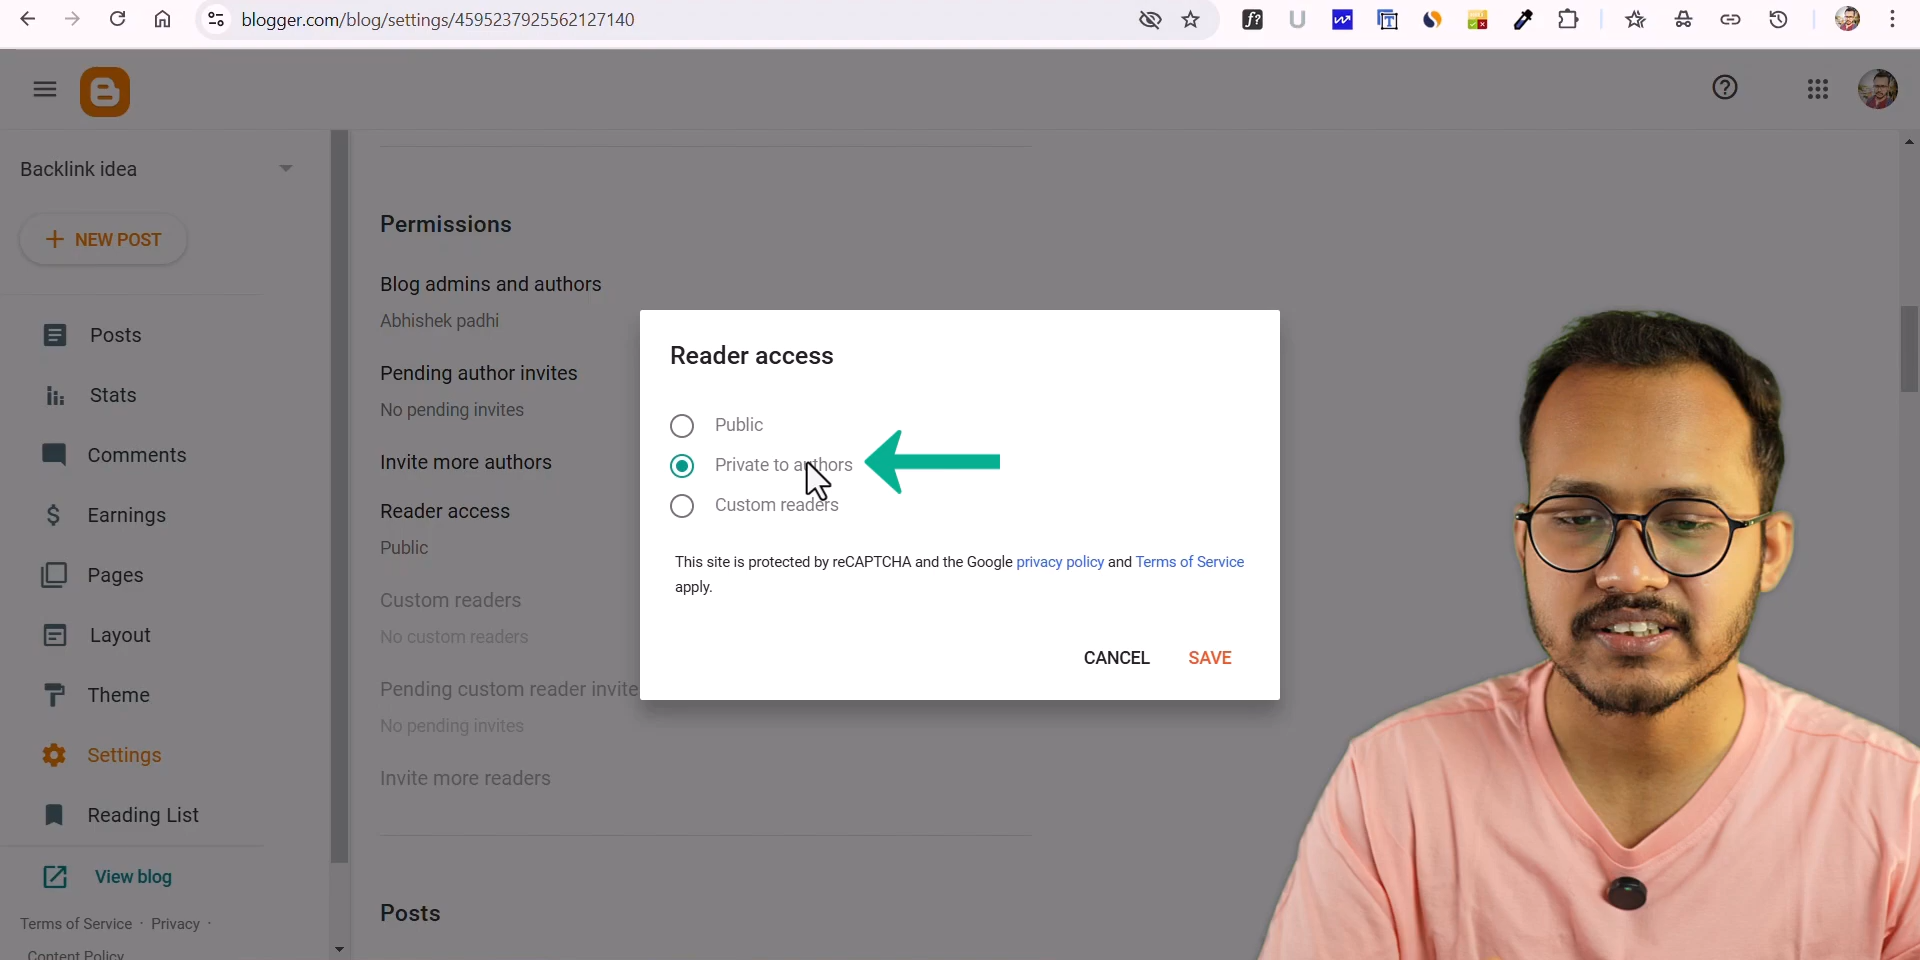 blogger.com/blog/settings/4595237925562127140
Backlink idea
NEW POST
Posts
Stats
Comments
Earnings
Pages
Layout
Theme
Settings
Reading List
View blog
Terms of Service · Privacy ·
Content Policy
Permissions
Blog admins and authors
Abhishek padhi
Pending author invites
No pending invites
Invite more authors
Reader access
Public
Custom readers
No custom readers
Pending custom reader invite
No pending invites
Invite more readers
Posts
Reader access
Public
Private to authors
Custom readers
This site is protected by reCAPTCHA and the Google privacy policy and Terms of Service
apply.
CANCEL SAVE